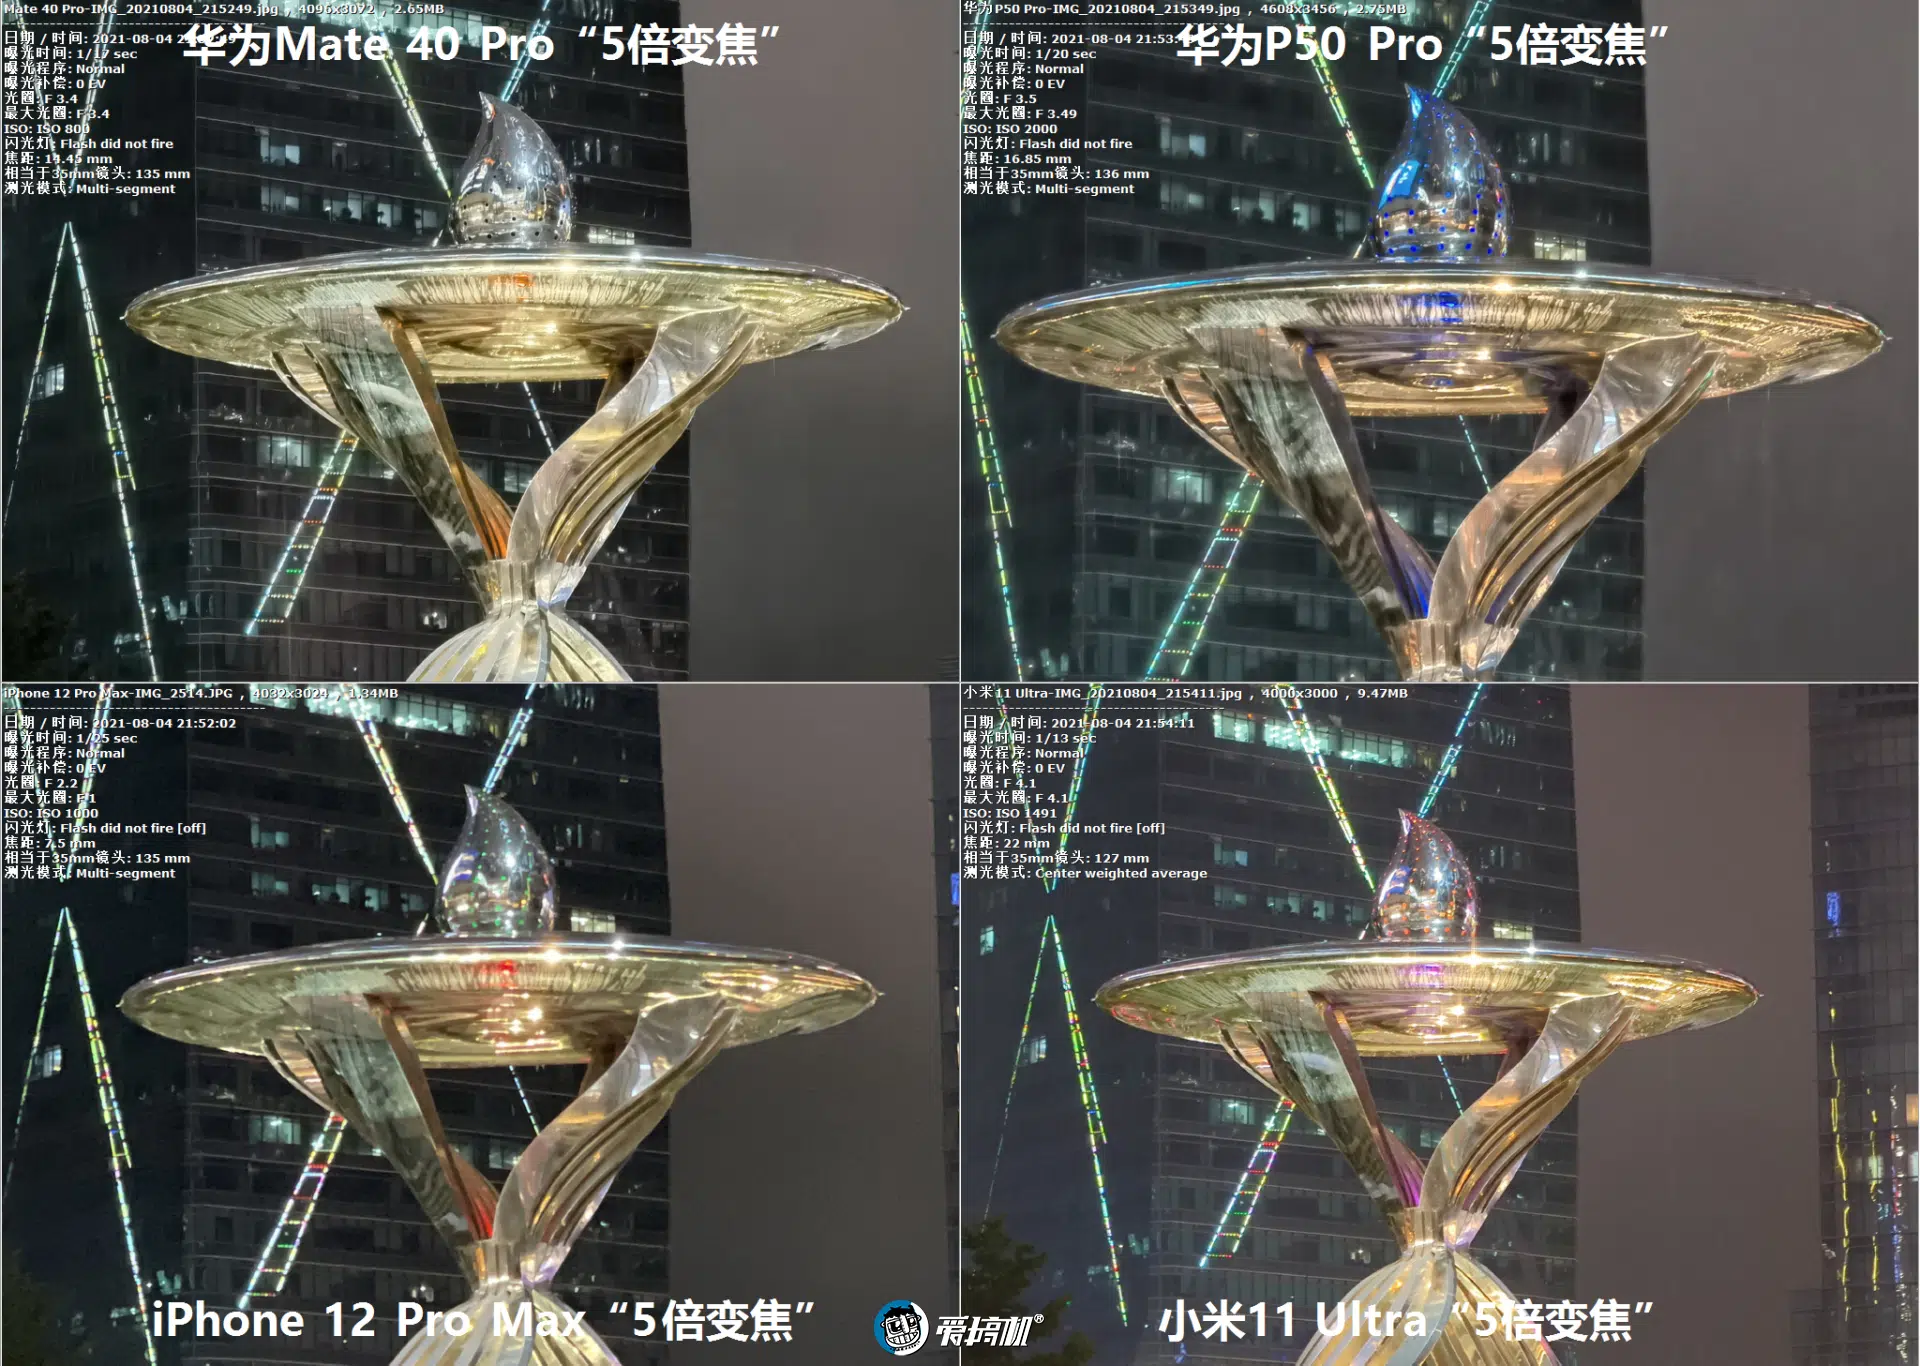 Mate 40 Pro-IMG_20210804_215249.jpg , 4096x3072 , 2.65MB
华为Mate 40 Pro“5倍变焦”
曝光时间: 1/17 sec
曝光程序: Normal
曝光补偿: 0 EV
光圈: F 3.4
最大光圈: F 3.4
ISO: ISO 800
闪光灯: Flash did not fire
焦距: 14.45 mm
相当于35mm镜头: 135 mm
测光模式: Multi-segment
华为P50 Pro-IMG_20210804_215349.jpg , 4608x3456 , 2.75MB
日期 / 时间: 2021-08-04 21:53:
华为P50 Pro“5倍变焦”
曝光时间: 1/20 sec
曝光程序: Normal
曝光补偿: 0 EV
光圈: F 3.5
最大光圈: F 3.49
ISO: ISO 2000
闪光灯: Flash did not fire
焦距: 16.85 mm
相当于35mm镜头: 136 mm
测光模式: Multi-segment
iPhone 12 Pro Max-IMG_2514.JPG , 4032x3024 , 1.34MB
日期 / 时间: 2021-08-04 21:52:02
曝光时间: 1/25 sec
曝光程序: Normal
曝光补偿: 0 EV
光圈: F 2.2
最大光圈: F 1
ISO: ISO 1000
闪光灯: Flash did not fire [off]
焦距: 7.5 mm
相当于35mm镜头: 135 mm
测光模式: Multi-segment
iPhone 12 Pro Max“5倍变焦”
小米11 Ultra-IMG_20210804_215411.jpg , 4000x3000 , 9.47MB
日期 / 时间: 2021-08-04 21:54:11
曝光时间: 1/13 sec
曝光程序: Normal
曝光补偿: 0 EV
光圈: F 4.1
最大光圈: F 4.1
ISO: ISO 1491
闪光灯: Flash did not fire [off]
焦距: 22 mm
相当于35mm镜头: 127 mm
测光模式: Center weighted average
爱搞机®
小米11 Ultra“5倍变焦”